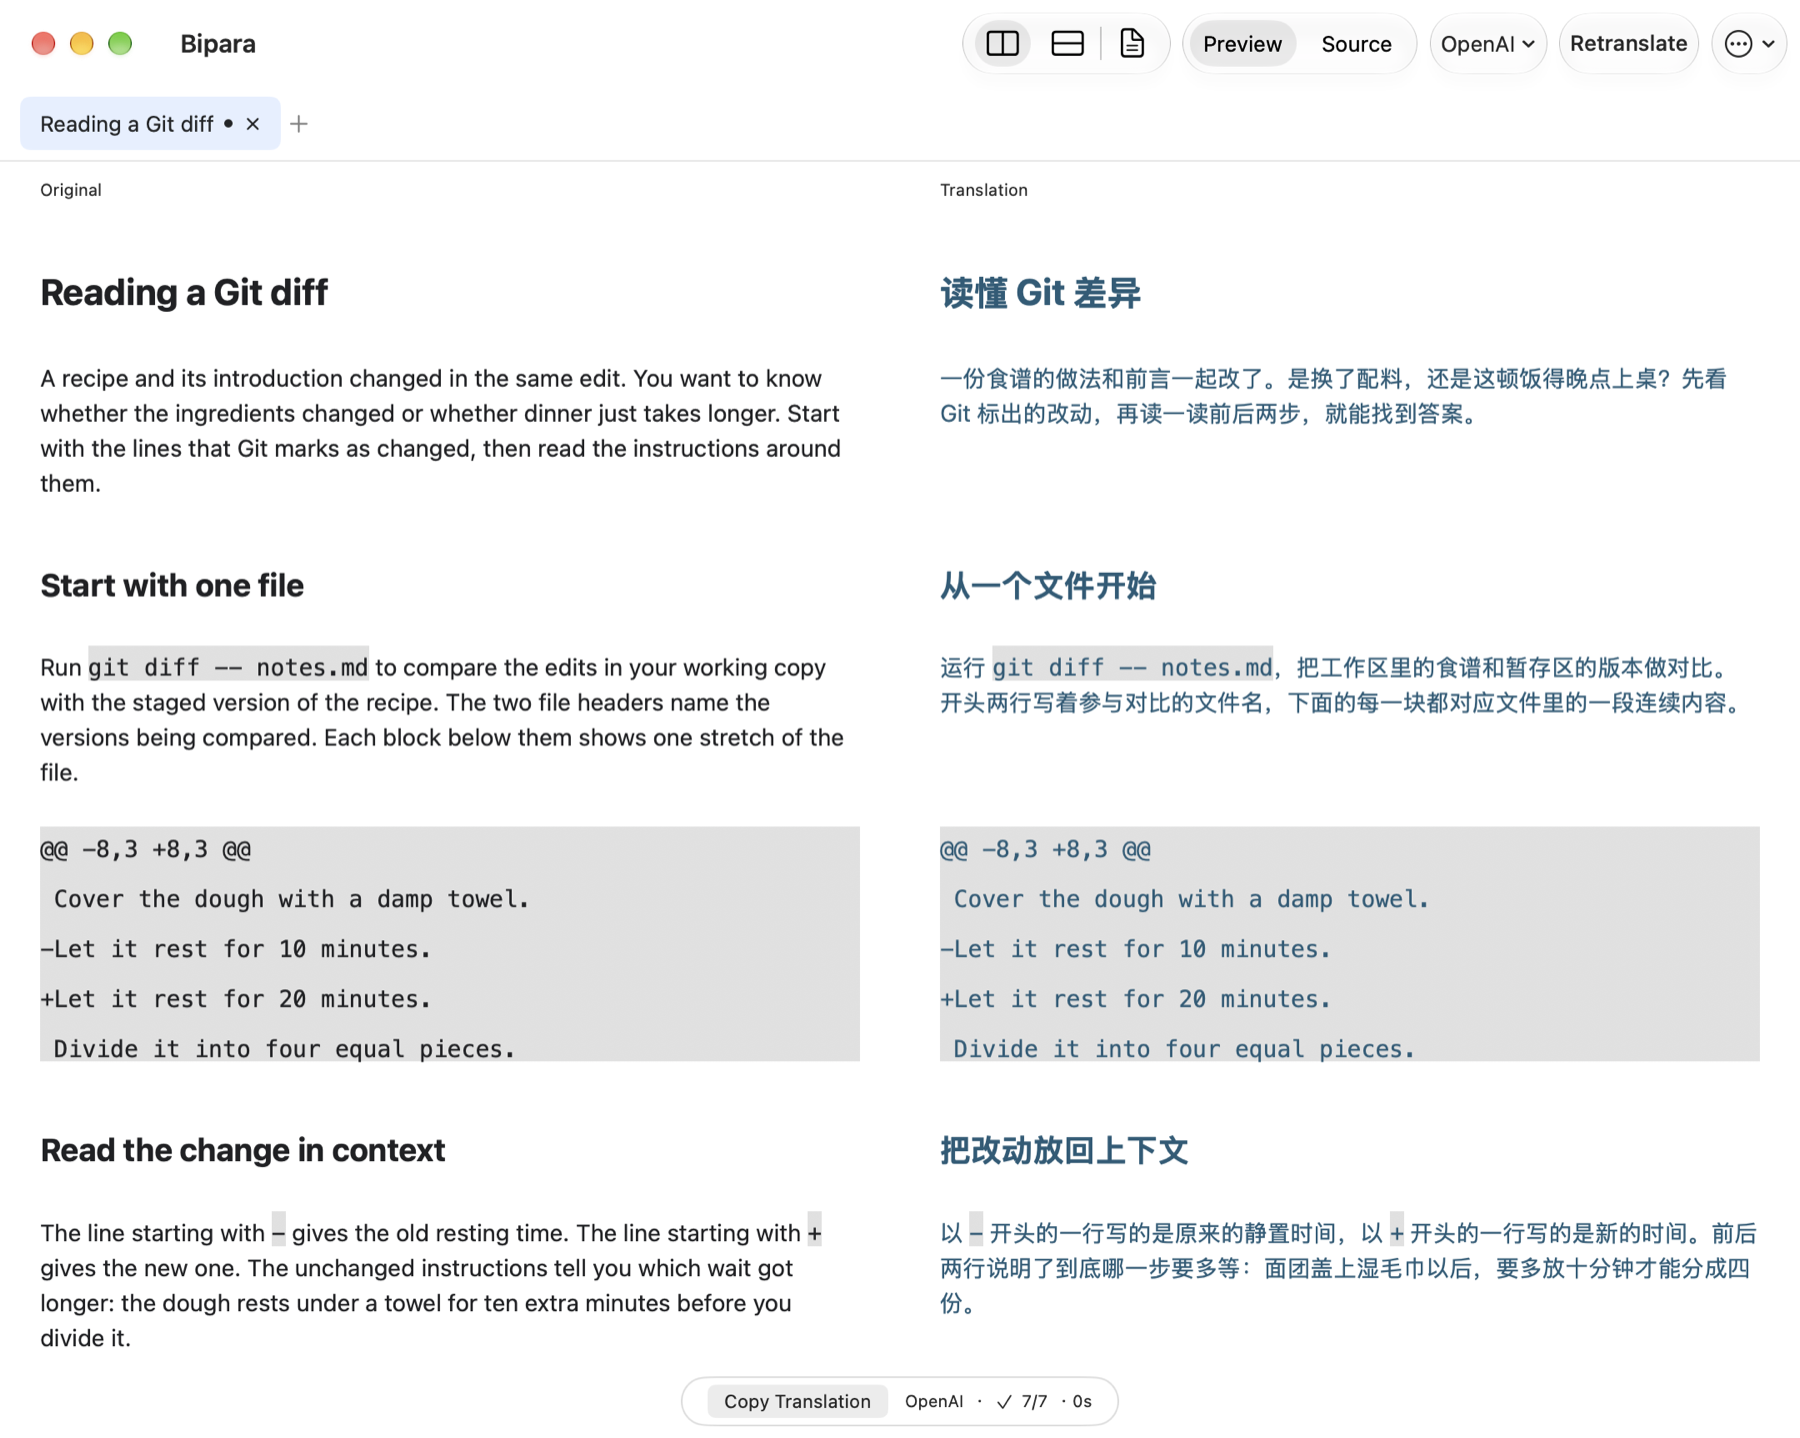 Bipara
Preview
Source
OpenAI
Retranslate
Reading a Git diff • ×
+
Original
Reading a Git diff
A recipe and its introduction changed in the same edit. You want to know
whether the ingredients changed or whether dinner just takes longer. Start
with the lines that Git marks as changed, then read the instructions around
them.
Start with one file
Run git diff -- notes.md to compare the edits in your working copy
with the staged version of the recipe. The two file headers name the
versions being compared. Each block below them shows one stretch of the
file.
@@ -8,3 +8,3 @@
 Cover the dough with a damp towel.
-Let it rest for 10 minutes.
+Let it rest for 20 minutes.
 Divide it into four equal pieces.
Read the change in context
The line starting with - gives the old resting time. The line starting with +
gives the new one. The unchanged instructions tell you which wait got
longer: the dough rests under a towel for ten extra minutes before you
divide it.
Translation
读懂 Git 差异
一份食谱的做法和前言一起改了。是换了配料，还是这顿饭得晚点上桌？先看
Git 标出的改动，再读一读前后两步，就能找到答案。
从一个文件开始
运行 git diff -- notes.md，把工作区里的食谱和暂存区的版本做对比。
开头两行写着参与对比的文件名，下面的每一块都对应文件里的一段连续内容。
@@ -8,3 +8,3 @@
 Cover the dough with a damp towel.
-Let it rest for 10 minutes.
+Let it rest for 20 minutes.
 Divide it into four equal pieces.
把改动放回上下文
以 - 开头的一行写的是原来的静置时间，以 + 开头的一行写的是新的时间。前后
两行说明了到底哪一步要多等：面团盖上湿毛巾以后，要多放十分钟才能分成四
份。
Copy Translation OpenAI · ✓ 7/7 · 0s